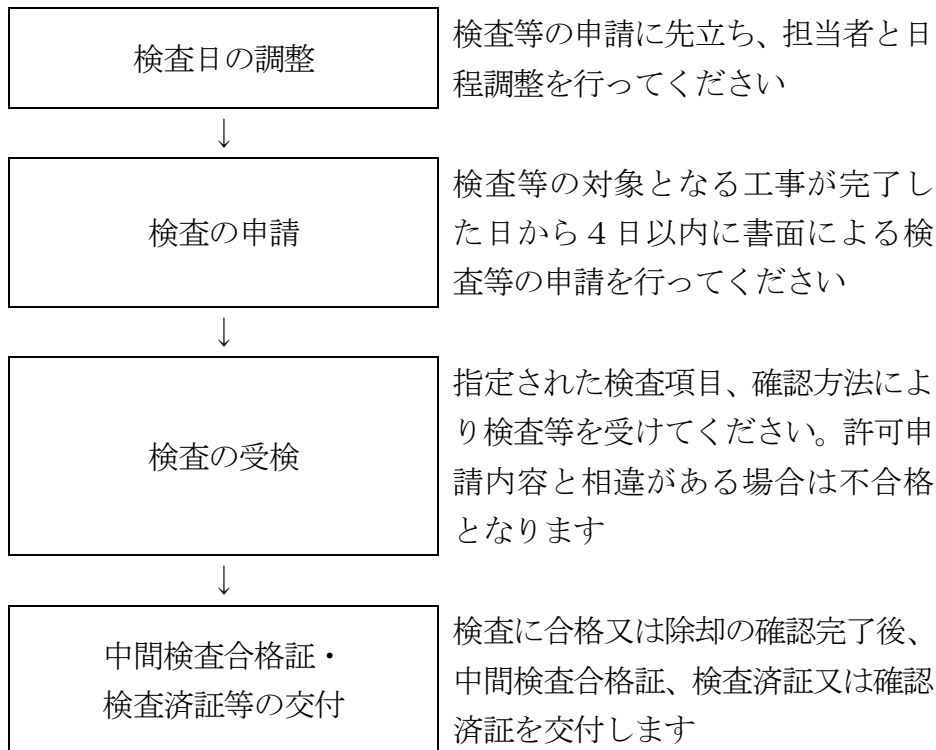 検査日の調整
検査等の申請に先立ち、担当者と日
程調整を行ってください
↓
検査の申請
検査等の対象となる工事が完了し
た日から４日以内に書面による検
査等の申請を行ってください
↓
検査の受検
指定された検査項目、確認方法によ
り検査等を受けてください。許可申
請内容と相違がある場合は不合格
となります
↓
中間検査合格証・
検査済証等の交付
検査に合格又は除却の確認完了後、
中間検査合格証、検査済証又は確認
済証を交付します